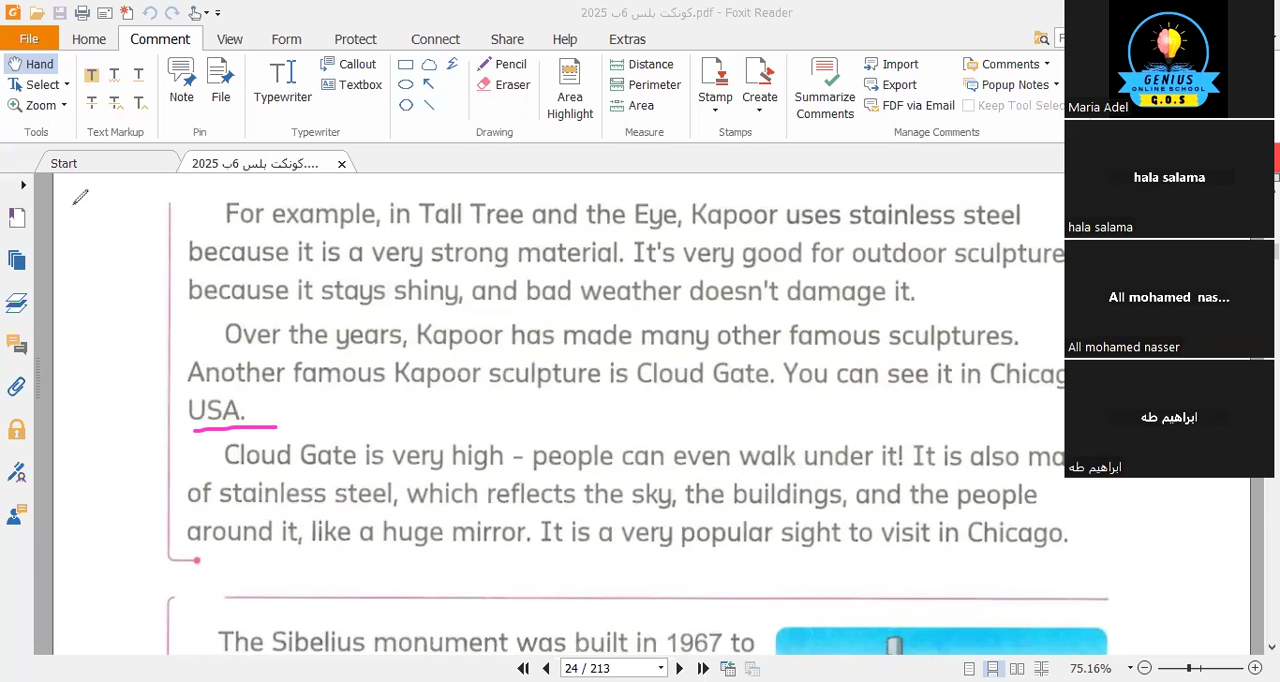 كونكت بلس 6ب 2025.pdf - Foxit Reader
File Home Comment View Form Protect Connect Share Help Extras
Hand
Select
Zoom
Tools
Text Markup
Note
File
Pin
Typewriter
Callout
Textbox
Typewriter
Pencil
Eraser
Drawing
Area
Highlight
Distance
Perimeter
Area
Measure
Stamp
Create
Stamps
Summarize
Comments
Import
Export
FDF via Email
Comments
Popup Notes
Keep Tool Selec
Manage Comments
Start
كونكت بلس 6ب 2025....
GENIUS
ONLINE SCHOOL
G.O.S
Maria Adel
hala salama
hala salama
All mohamed nas...
All mohamed nasser
ابراهيم طه
ابراهيم طه
For example, in Tall Tree and the Eye, Kapoor uses stainless steel
because it is a very strong material. It's very good for outdoor sculpture
because it stays shiny, and bad weather doesn't damage it.
Over the years, Kapoor has made many other famous sculptures.
Another famous Kapoor sculpture is Cloud Gate. You can see it in Chicag
USA.
Cloud Gate is very high - people can even walk under it! It is also ma
of stainless steel, which reflects the sky, the buildings, and the people
around it, like a huge mirror. It is a very popular sight to visit in Chicago.
The Sibelius monument was built in 1967 to
24 / 213
75.16%